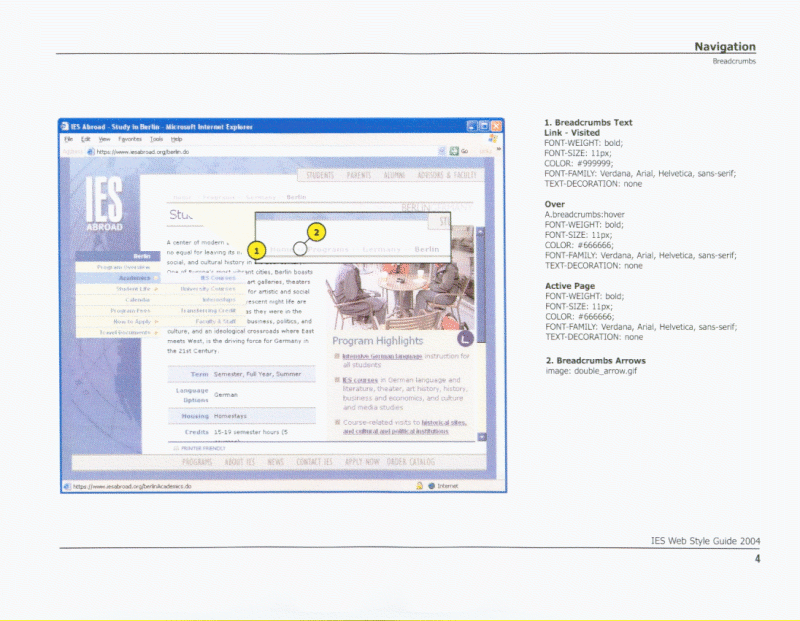 Navigation
Breadcrumbs
IES Abroad - Study in Berlin - Microsoft Internet Explorer
File Edit View Favorites Tools Help
https://www.iesabroad.org/berlin.do
Go
STUDENTS PARENTS ALUMNI ADVISORS & FACULTY
IES
ABROAD
Home Programs Germany Berlin
BERLIN
Stu
ST
1
2
Home Programs Germany Berlin
A center of modern
no equal for leaving its
social, and cultural history in
One of Europe's most vibrant cities, Berlin boasts
art galleries, theaters
for artistic and social
escent night life are
as they were in the
business, politics, and
culture, and an ideological crossroads where East
meets West, is the driving force for Germany in
the 21st Century.
Berlin
Program Overview
Academics
Student Life
Calendar
Program Fees
How to Apply
Travel Enrollments
IES Courses
University Courses
Internships
Transferring Credit
Faculty & Staff
Term Semester, Full Year, Summer
Language
Options German
Housing Homestays
Credits 15-19 semester hours (5
PRINTER FRIENDLY
Program Highlights
Intensive German language instruction for
all students
IES courses in German language and
literature, theater, art history, history,
business and economics, and culture
and media studies
Course-related visits to historical sites,
and cultural and political institutions
PROGRAMS ABOUT IES NEWS CONTACT IES APPLY NOW ORDER CATALOG
https://www.iesabroad.org/berlinAcademics.do
Internet
1. Breadcrumbs Text
Link - Visited
FONT-WEIGHT: bold;
FONT-SIZE: 11px;
COLOR: #999999;
FONT-FAMILY: Verdana, Arial, Helvetica, sans-serif;
TEXT-DECORATION: none
Over
A.breadcrumbs:hover
FONT-WEIGHT: bold;
FONT-SIZE: 11px;
COLOR: #666666;
FONT-FAMILY: Verdana, Arial, Helvetica, sans-serif;
TEXT-DECORATION: none
Active Page
FONT-WEIGHT: bold;
FONT-SIZE: 11px;
COLOR: #666666;
FONT-FAMILY: Verdana, Arial, Helvetica, sans-serif;
TEXT-DECORATION: none
2. Breadcrumbs Arrows
image: double_arrow.gif
IES Web Style Guide 2004
4